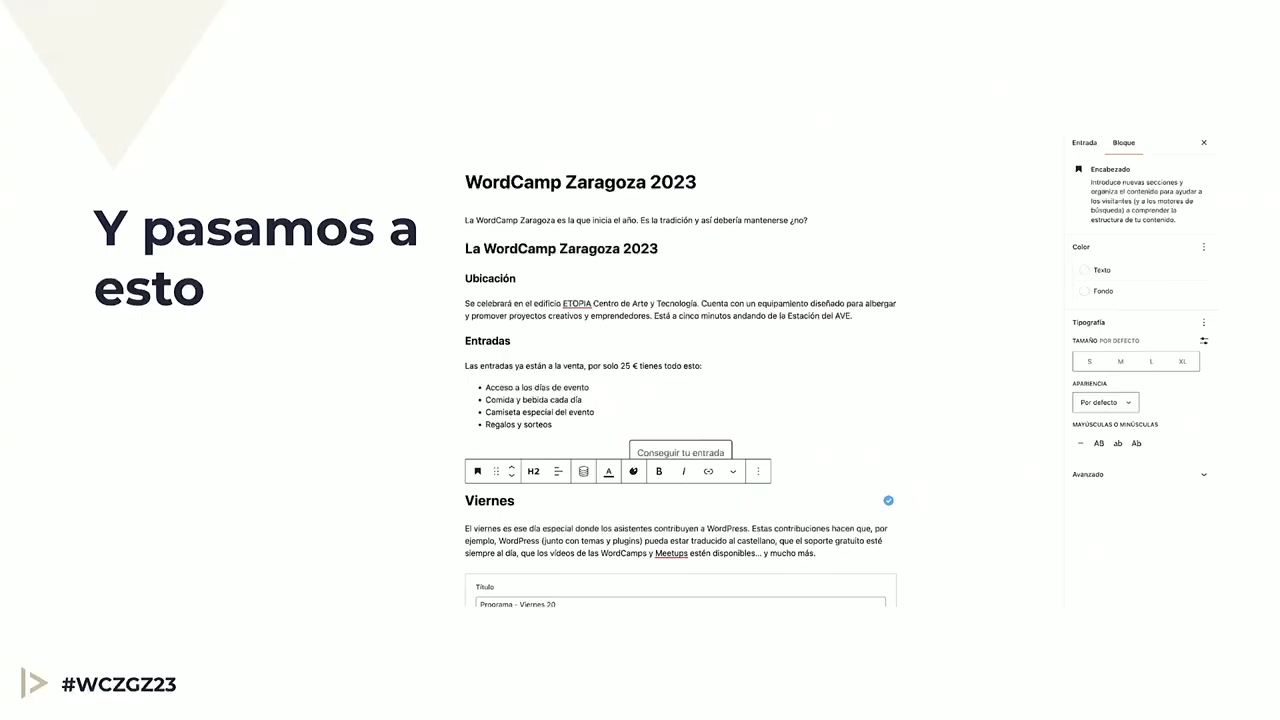 Y pasamos a
esto
WordCamp Zaragoza 2023
La WordCamp Zaragoza es la que inicia el año. Es la tradición y así debería mantenerse ¿no?
La WordCamp Zaragoza 2023
Ubicación
Se celebrará en el edificio ETOPIA Centro de Arte y Tecnología. Cuenta con un equipamiento diseñado para albergar
y promover proyectos creativos y emprendedores. Está a cinco minutos andando de la Estación del AVE.
Entradas
Las entradas ya están a la venta, por solo 25 € tienes todo esto:
• Acceso a los días de evento
• Comida y bebida cada día
• Camiseta especial del evento
• Regalos y sorteos
Conseguir tu entrada
H2 A B I
Viernes
El viernes es ese día especial donde los asistentes contribuyen a WordPress. Estas contribuciones hacen que, por
ejemplo, WordPress (junto con temas y plugins) pueda estar traducido al castellano, que el soporte gratuito esté
siempre al día, que los vídeos de las WordCamps y Meetups estén disponibles... y mucho más.
Título
Programa - Viernes 20
Entrada Bloque
Encabezado
Introduce nuevas secciones y
organiza el contenido para ayudar a
los visitantes (y a los motores de
búsqueda) a comprender la
estructura de tu contenido.
Color
Texto
Fondo
Tipografía
TAMAÑO POR DEFECTO
S M L XL
APARIENCIA
Por defecto
MAYÚSCULAS O MINÚSCULAS
– AB ab Ab
Avanzado
#WCZGZ23